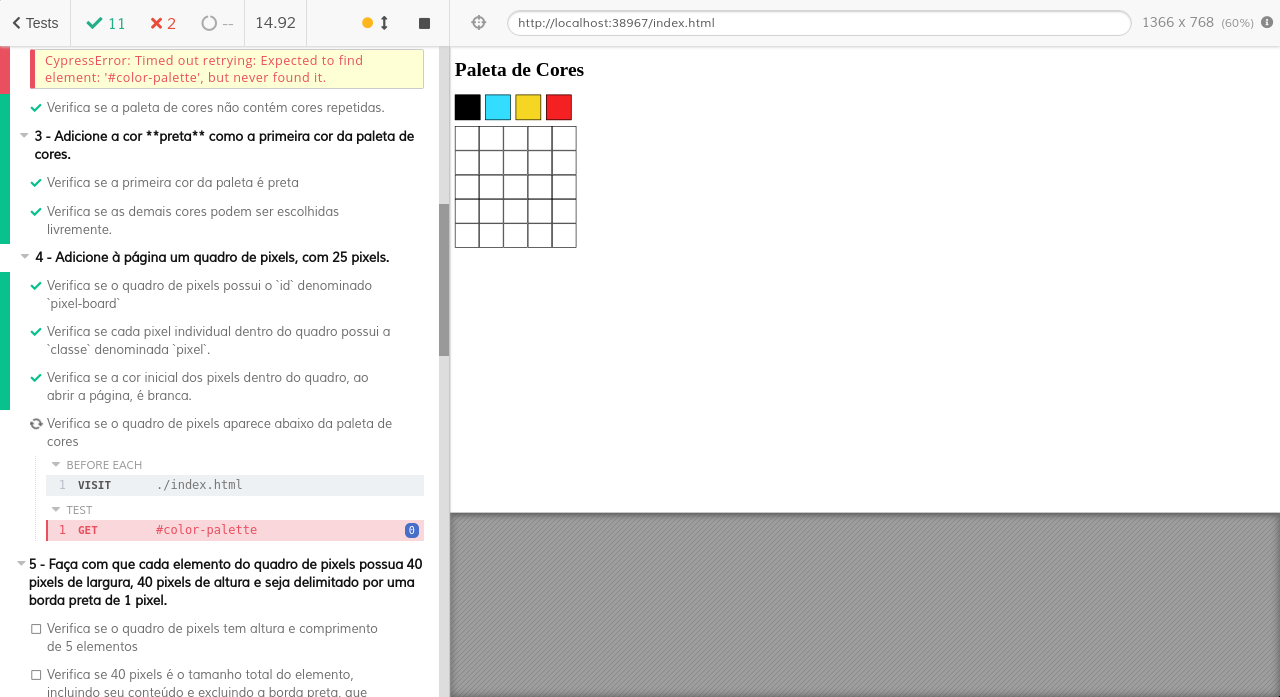 Tests
11
2
--
14.92
http://localhost:38967/index.html
1366 x 768 (60%)
CypressError: Timed out retrying: Expected to find
element: '#color-palette', but never found it.
Verifica se a paleta de cores não contém cores repetidas.
3 - Adicione a cor **preta** como a primeira cor da paleta de
cores.
Verifica se a primeira cor da paleta é preta
Verifica se as demais cores podem ser escolhidas
livremente.
4 - Adicione à página um quadro de pixels, com 25 pixels.
Verifica se o quadro de pixels possui o `id` denominado
`pixel-board`
Verifica se cada pixel individual dentro do quadro possui a
`classe` denominada `pixel`.
Verifica se a cor inicial dos pixels dentro do quadro, ao
abrir a página, é branca.
Verifica se o quadro de pixels aparece abaixo da paleta de
cores
BEFORE EACH
1 VISIT ./index.html
TEST
1 GET #color-palette 0
5 - Faça com que cada elemento do quadro de pixels possua 40
pixels de largura, 40 pixels de altura e seja delimitado por uma
borda preta de 1 pixel.
Verifica se o quadro de pixels tem altura e comprimento
de 5 elementos
Verifica se 40 pixels é o tamanho total do elemento,
incluindo seu conteúdo e excluindo a borda preta, que
Paleta de Cores